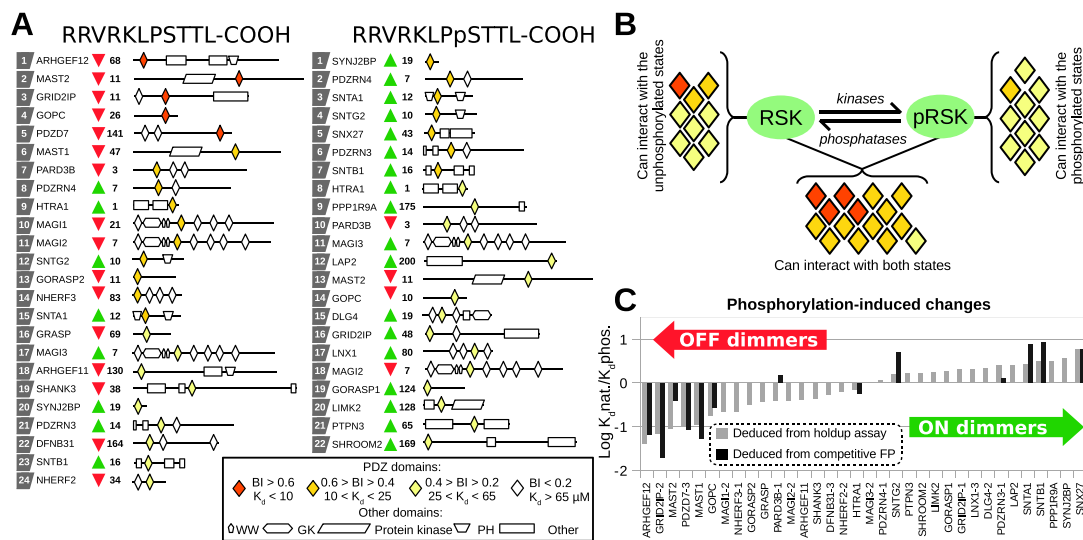 A
RRVRKLPSTTL-COOH
1 ARHGEF12 68
2 MAST2 11
3 GRID2IP 11
4 GOPC 26
5 PDZD7 141
6 MAST1 47
7 PARD3B 3
8 PDZRN4 7
9 HTRA1 1
10 MAGI1 21
11 MAGI2 7
12 SNTG2 10
13 GORASP2 11
14 NHERF3 83
15 SNTA1 12
16 GRASP 69
17 MAGI3 7
18 ARHGEF11 130
19 SHANK3 38
20 SYNJ2BP 19
21 PDZRN3 14
22 DFNB31 164
23 SNTB1 16
24 NHERF2 34
RRVRKLPpSTTL-COOH
1 SYNJ2BP 19
2 PDZRN4 7
3 SNTA1 12
4 SNTG2 10
5 SNX27 43
6 PDZRN3 14
7 SNTB1 16
8 HTRA1 1
9 PPP1R9A 175
10 PARD3B 3
11 MAGI3 7
12 LAP2 200
13 MAST2 11
14 GOPC 10
15 DLG4 19
16 GRID2IP 48
17 LNX1 80
18 MAGI2 7
19 GORASP1 124
20 LIMK2 128
21 PTPN3 65
22 SHROOM2 169
PDZ domains:
BI > 0.6 0.6 > BI > 0.4 0.4 > BI > 0.2 BI < 0.2
Kd < 10 10 < Kd < 25 25 < Kd < 65 Kd > 65 μM
Other domains:
WW GK Protein kinase PH Other
B
Can interact with the
unphosphorylated states
RSK
kinases
phosphatases
pRSK
Can interact with the
phosphorylated states
Can interact with both states
C
Phosphorylation-induced changes
Log Kdnat./Kdphos.
1
0
-1
-2
OFF dimmers
ON dimmers
Deduced from holdup assay
Deduced from competitive FP
ARHGEF12
GRID2IP-2
MAST2
PDZD7-3
MAST1
GOPC
MAGI1-2
NHERF3-1
GORASP2
GRASP
PARD3B-1
MAGI2-2
ARHGEF11
SHANK3
DFNB31-3
NHERF2-2
HTRA1
MAGI3-2
PDZRN4-1
SNTG2
PTPN3
SHROOM2
LIMK2
GORASP1
GRID2IP-1
LNX1-3
DLG4-2
PDZRN3-1
LAP2
SNTA1
SNTB1
PPP1R9A
SYNJ2BP
SNX27